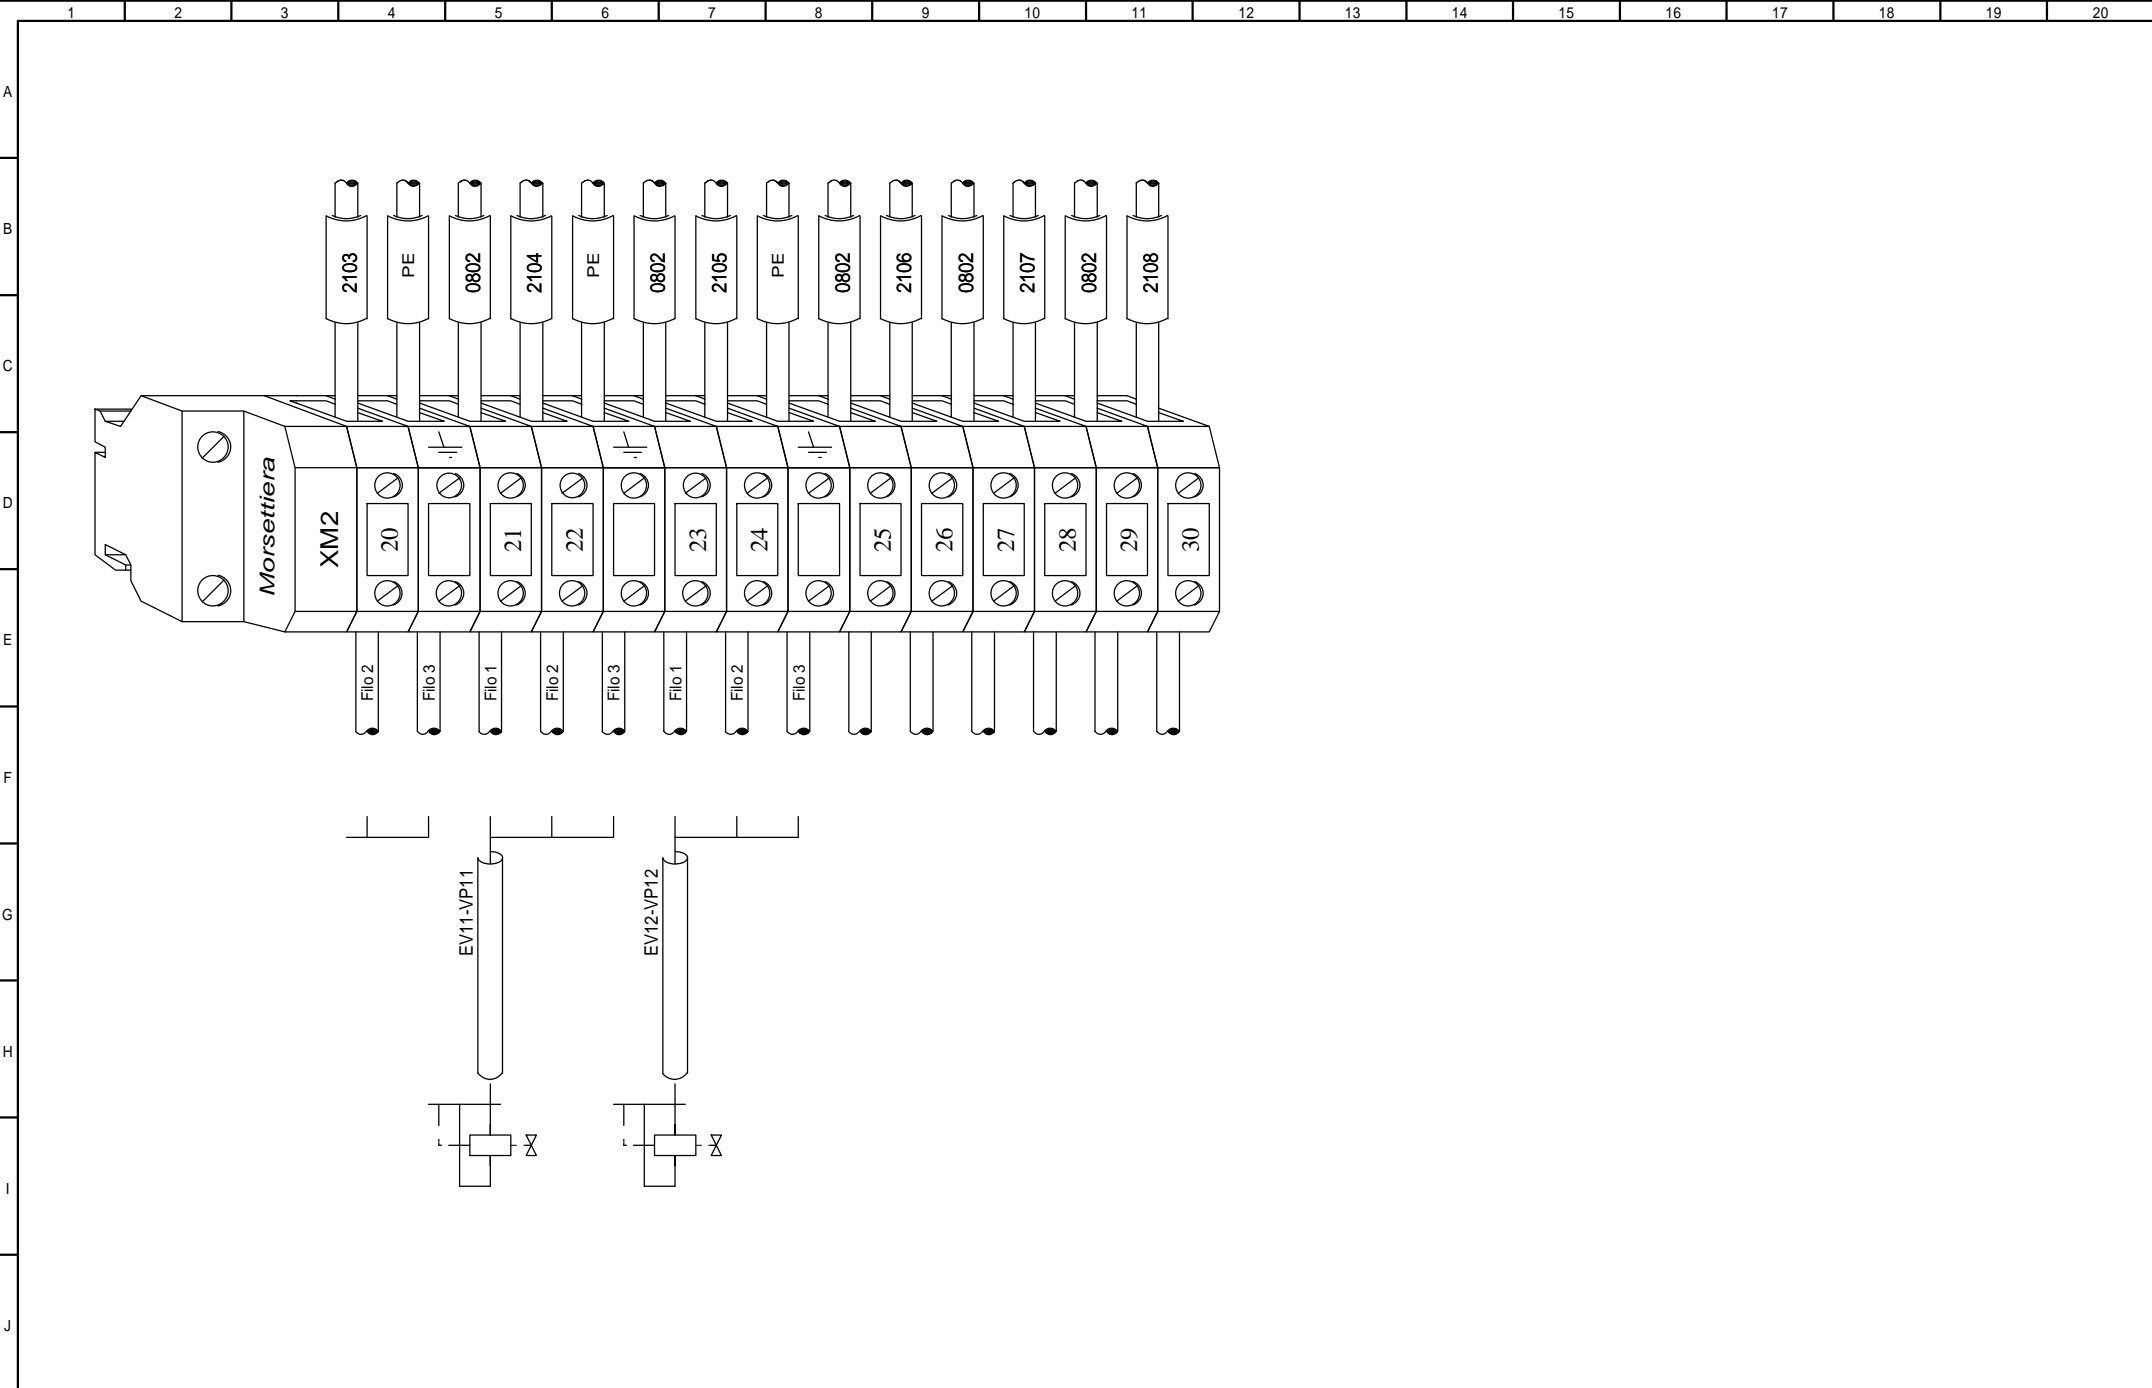 1 2 3 4 5 6 7 8 9 10 11 12 13 14 15 16 17 18 19 20
A
B
2103 PE 0802 2104 PE 0802 2105 PE 0802 2106 0802 2107 0802 2108
C
D
Morsettiera
XM2
20 21 22 23 24 25 26 27 28 29 30
E
Filo 2 Filo 3 Filo 1 Filo 2 Filo 3 Filo 1 Filo 2 Filo 3
F
G
EV11-VP11 EV12-VP12
H
I
J